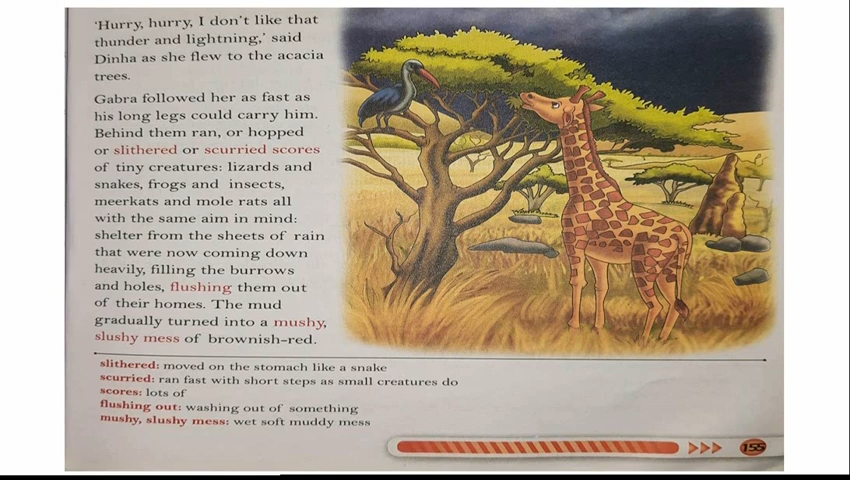 ‘Hurry, hurry, I don’t like that
thunder and lightning,’ said
Dinha as she flew to the acacia
trees.
Gabra followed her as fast as
his long legs could carry him.
Behind them ran, or hopped
or slithered or scurried scores
of tiny creatures: lizards and
snakes, frogs and insects,
meerkats and mole rats all
with the same aim in mind:
shelter from the sheets of rain
that were now coming down
heavily, filling the burrows
and holes, flushing them out
of their homes. The mud
gradually turned into a mushy,
slushy mess of brownish-red.
slithered: moved on the stomach like a snake
scurried: ran fast with short steps as small creatures do
scores: lots of
flushing out: washing out of something
mushy, slushy mess: wet soft muddy mess
155